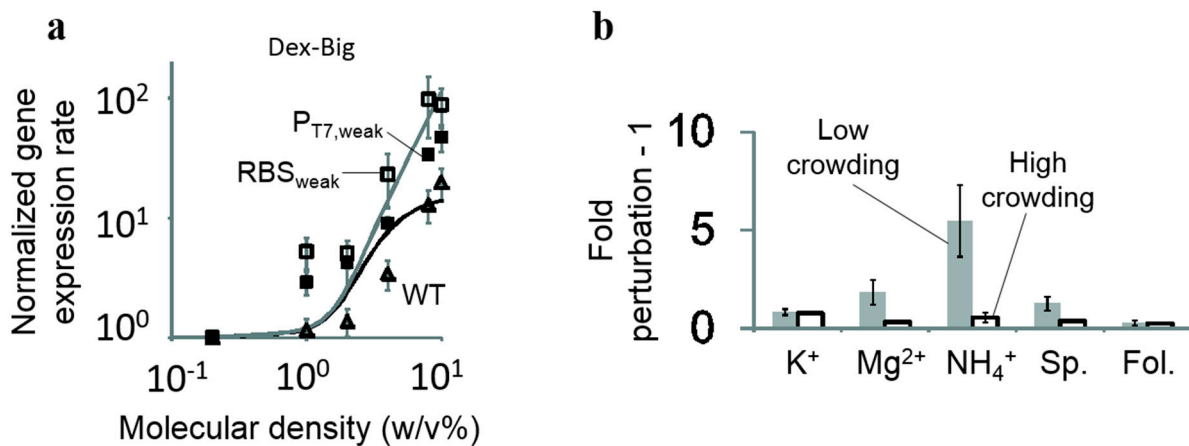 a
Dex-Big
Normalized gene
expression rate
10²
10¹
10⁰
P_T7,weak
RBS_weak
WT
10⁻¹
10⁰
10¹
Molecular density (w/v%)
b
Fold
perturbation - 1
10
5
0
Low
crowding
High
crowding
K⁺
Mg²⁺
NH₄⁺
Sp.
Fol.